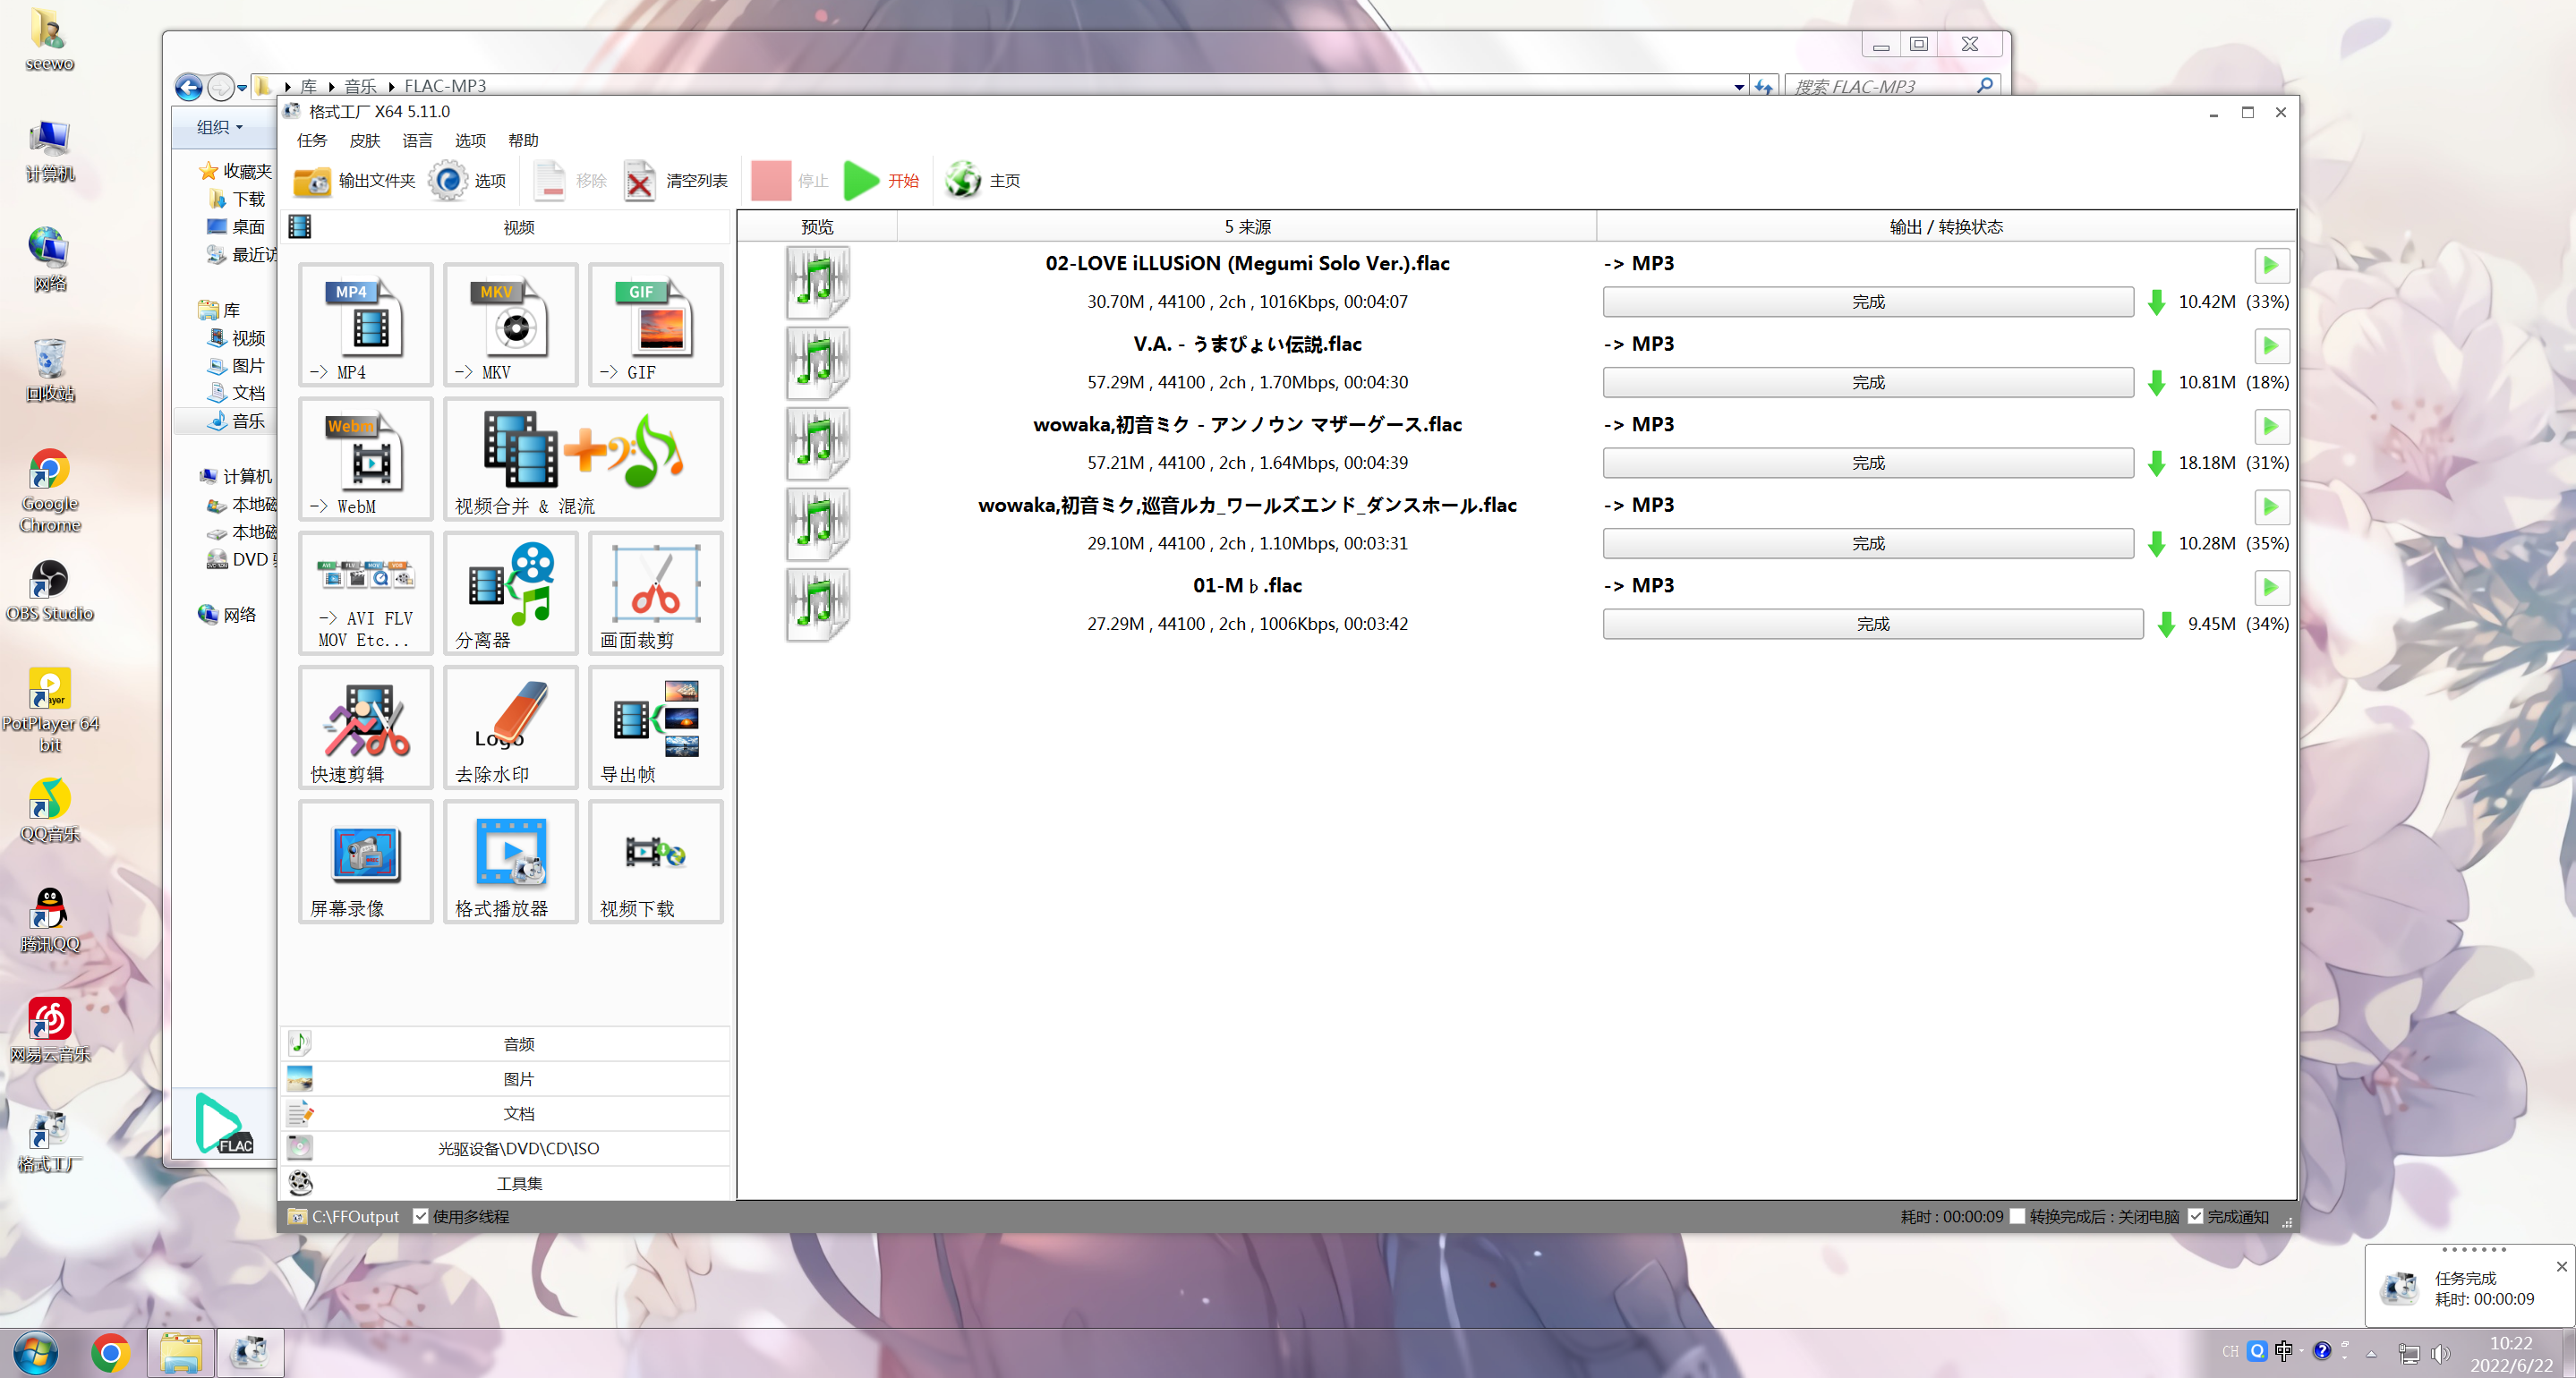 seewo
计算机
网络
回收站
Google
Chrome
OBS Studio
PotPlayer 64
bit
QQ音乐
腾讯QQ
网易云音乐
格式工厂
库
音乐
FLAC-MP3
搜索 FLAC-MP3
组织
收藏夹
下载
桌面
最近访
库
视频
图片
文档
音乐
计算机
本地磁
本地磁
DVD
网络
FLAC
格式工厂 X64 5.11.0
任务 皮肤 语言 选项 帮助
输出文件夹 选项 移除 清空列表 停止 开始 主页
视频
MP4 MKV GIF
-> MP4 -> MKV -> GIF
Webm
-> WebM 视频合并 & 混流
AVI FLV MOV VOB
-> AVI FLV
MOV Etc... 分离器 画面裁剪
Logo
快速剪辑 去除水印 导出帧
屏幕录像 格式播放器 视频下载
音频
图片
文档
光驱设备\DVD\CD\ISO
工具集
预览 5 来源 输出 / 转换状态
02-LOVE iLLUSiON (Megumi Solo Ver.).flac -> MP3
30.70M , 44100 , 2ch , 1016Kbps, 00:04:07 完成 10.42M (33%)
V.A. - うまぴょい伝説.flac -> MP3
57.29M , 44100 , 2ch , 1.70Mbps, 00:04:30 完成 10.81M (18%)
wowaka,初音ミク - アンノウン マザーグース.flac -> MP3
57.21M , 44100 , 2ch , 1.64Mbps, 00:04:39 完成 18.18M (31%)
wowaka,初音ミク,巡音ルカ_ワールズエンド_ダンスホール.flac -> MP3
29.10M , 44100 , 2ch , 1.10Mbps, 00:03:31 完成 10.28M (35%)
01-M♭.flac -> MP3
27.29M , 44100 , 2ch , 1006Kbps, 00:03:42 完成 9.45M (34%)
C:\FFOutput 使用多线程 耗时 : 00:00:09 转换完成后 : 关闭电脑 完成通知
任务完成
耗时: 00:00:09
CH 中
10:22
2022/6/22